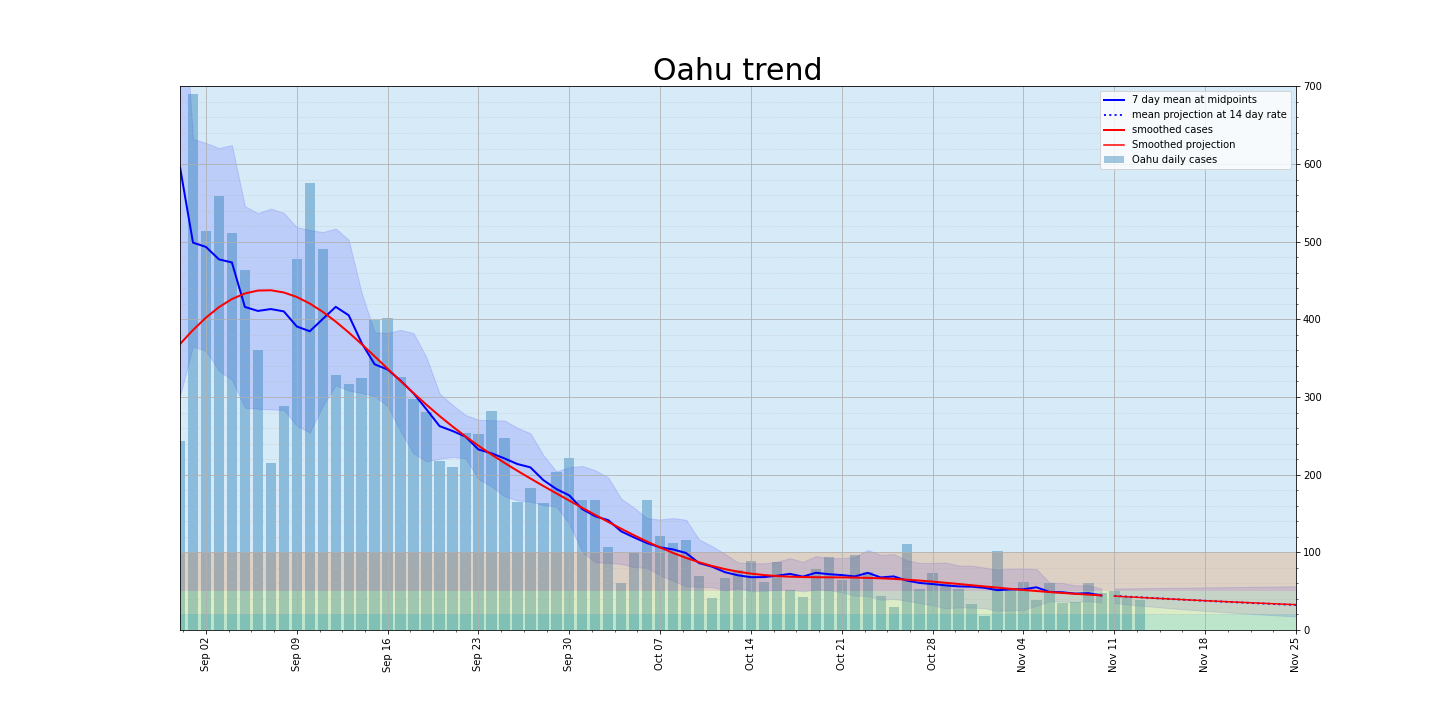 Oahu trend
7 day mean at midpoints
mean projection at 14 day rate
smoothed cases
Smoothed projection
Oahu daily cases
700
600
500
400
300
200
100
0
Sep 02
Sep 09
Sep 16
Sep 23
Sep 30
Oct 07
Oct 14
Oct 21
Oct 28
Nov 04
Nov 11
Nov 18
Nov 25